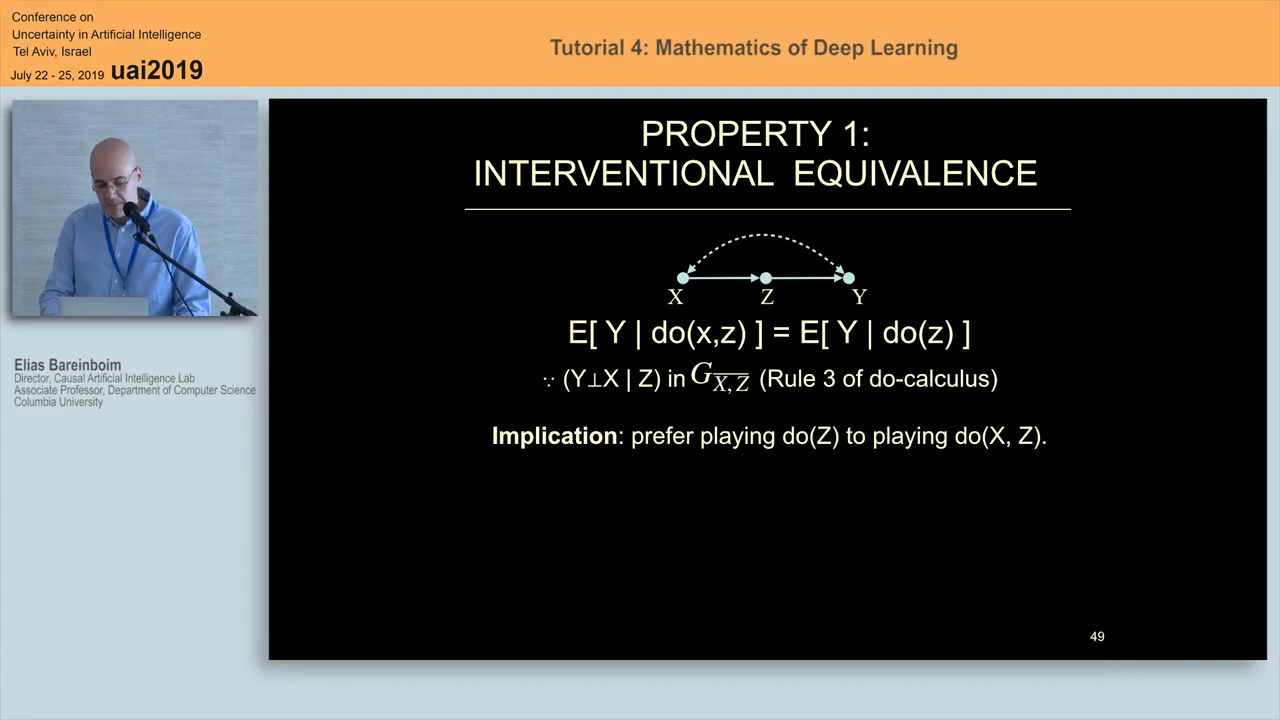 Conference on
Uncertainty in Artificial Intelligence
Tel Aviv, Israel
July 22 - 25, 2019 uai2019
Tutorial 4: Mathematics of Deep Learning
Elias Bareinboim
Director, Causal Artificial Intelligence Lab
Associate Professor, Department of Computer Science
Columbia University
PROPERTY 1:
INTERVENTIONAL EQUIVALENCE
X Z Y
E[ Y | do(x,z) ] = E[ Y | do(z) ]
∵ (Y⊥X | Z) in G_{\overline{X, Z}} (Rule 3 of do-calculus)
Implication: prefer playing do(Z) to playing do(X, Z).
49